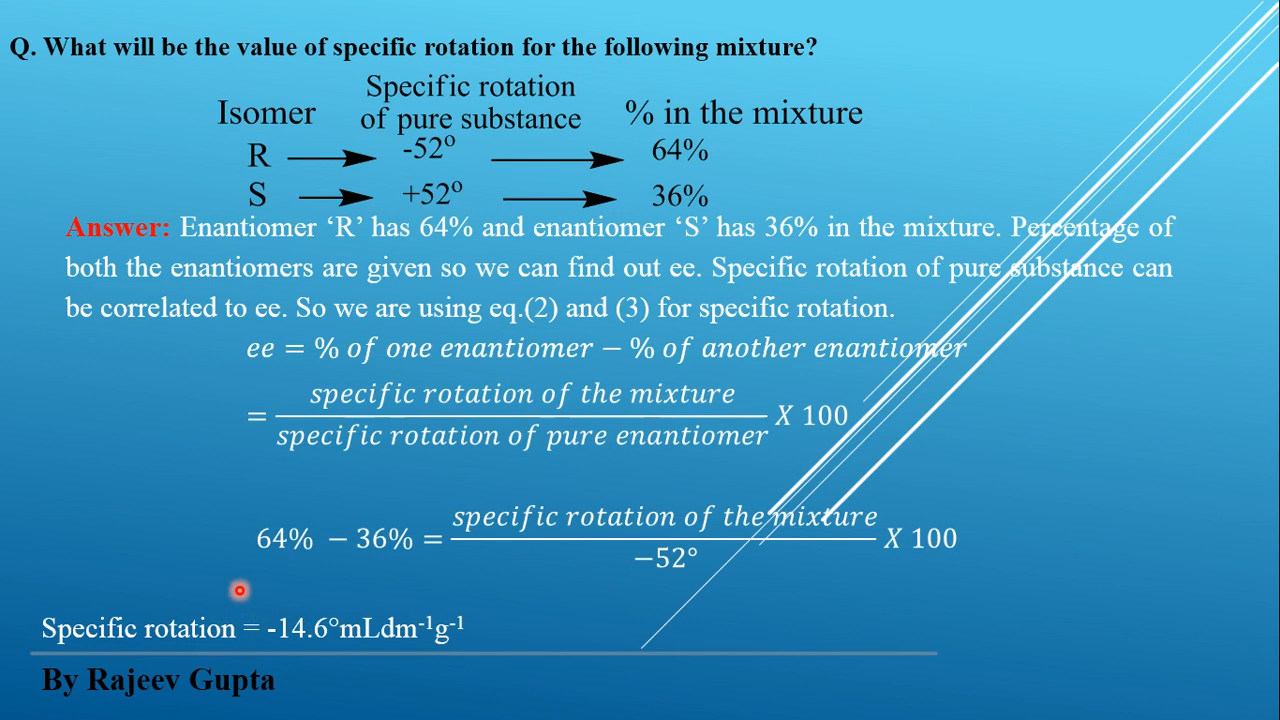 Q. What will be the value of specific rotation for the following mixture?
Isomer Specific rotation of pure substance % in the mixture
R -52º 64%
S +52º 36%
Answer: Enantiomer ‘R’ has 64% and enantiomer ‘S’ has 36% in the mixture. Percentage of
both the enantiomers are given so we can find out ee. Specific rotation of pure substance can
be correlated to ee. So we are using eq.(2) and (3) for specific rotation.
ee = % of one enantiomer − % of another enantiomer
= specific rotation of the mixture / specific rotation of pure enantiomer X 100
64% − 36% = specific rotation of the mixture / −52° X 100
Specific rotation = -14.6°mLdm⁻¹g⁻¹
By Rajeev Gupta